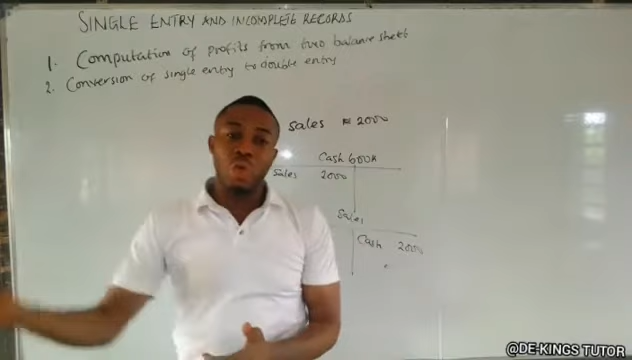 SINGLE ENTRY AND INCOMPLETE RECORDS
1. Computation of profits from two balance sheet
2. Conversion of single entry to double entry
Sales = 2000
Cash book
Sales 2000
Sales
Cash 2000
@DE-KINGS TUTOR